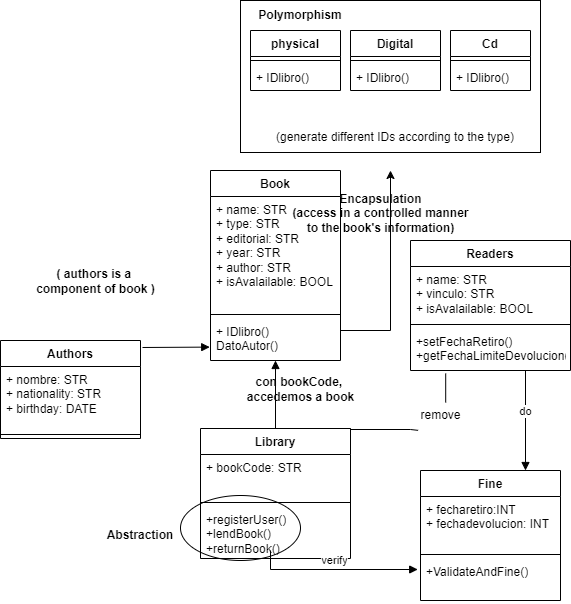 Polymorphism
physical
+ IDlibro()
Digital
+ IDlibro()
Cd
+ IDlibro()
(generate different IDs according to the type)
Book
+ name: STR
+ type: STR
+ editorial: STR
+ year: STR
+ author: STR
+ isAvalailable: BOOL
+ IDlibro()
DatoAutor()
Encapsulation
(access in a controlled manner
to the book's information)
Readers
+ name: STR
+ vinculo: STR
+ isAvalailable: BOOL
+setFechaRetiro()
+getFechaLimiteDevolucion(
( authors is a
component of book )
Authors
+ nombre: STR
+ nationality: STR
+ birthday: DATE
con bookCode,
accedemos a book
remove
do
Library
+ bookCode: STR
+registerUser()
+lendBook()
+returnBook()
Abstraction
verify
Fine
+ fecharetiro:INT
+ fechadevolucion: INT
+ValidateAndFine()